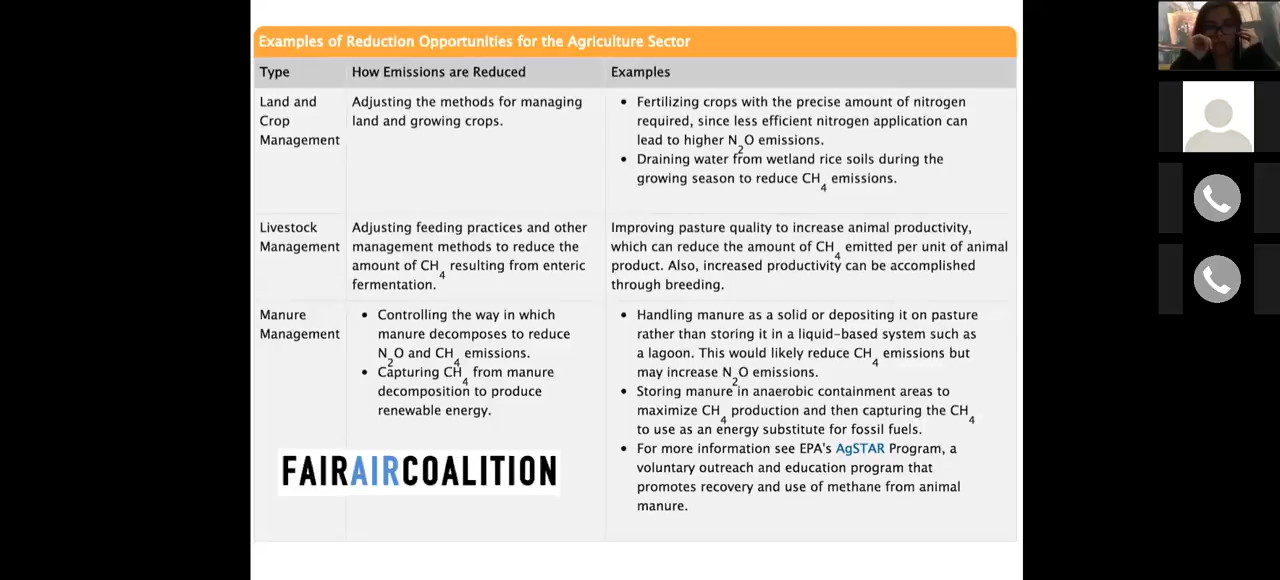 Examples of Reduction Opportunities for the Agriculture Sector
Type
How Emissions are Reduced
Examples
Land and
Crop
Management
Adjusting the methods for managing
land and growing crops.
• Fertilizing crops with the precise amount of nitrogen
required, since less efficient nitrogen application can
lead to higher N2O emissions.
• Draining water from wetland rice soils during the
growing season to reduce CH4 emissions.
Livestock
Management
Adjusting feeding practices and other
management methods to reduce the
amount of CH4 resulting from enteric
fermentation.
Improving pasture quality to increase animal productivity,
which can reduce the amount of CH4 emitted per unit of animal
product. Also, increased productivity can be accomplished
through breeding.
Manure
Management
• Controlling the way in which
manure decomposes to reduce
N2O and CH4 emissions.
• Capturing CH4 from manure
decomposition to produce
renewable energy.
• Handling manure as a solid or depositing it on pasture
rather than storing it in a liquid-based system such as
a lagoon. This would likely reduce CH4 emissions but
may increase N2O emissions.
• Storing manure in anaerobic containment areas to
maximize CH4 production and then capturing the CH4
to use as an energy substitute for fossil fuels.
• For more information see EPA's AgSTAR Program, a
voluntary outreach and education program that
promotes recovery and use of methane from animal
manure.
FAIRAIRCOALITION